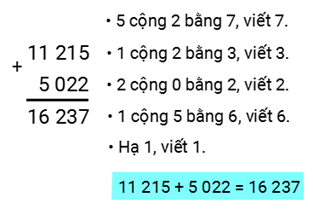 • 5 cộng 2 bằng 7, viết 7.
+ 11 215
• 1 cộng 2 bằng 3, viết 3.
5 022
• 2 cộng 0 bằng 2, viết 2.
16 237
• 1 cộng 5 bằng 6, viết 6.
• Hạ 1, viết 1.
11 215 + 5 022 = 16 237